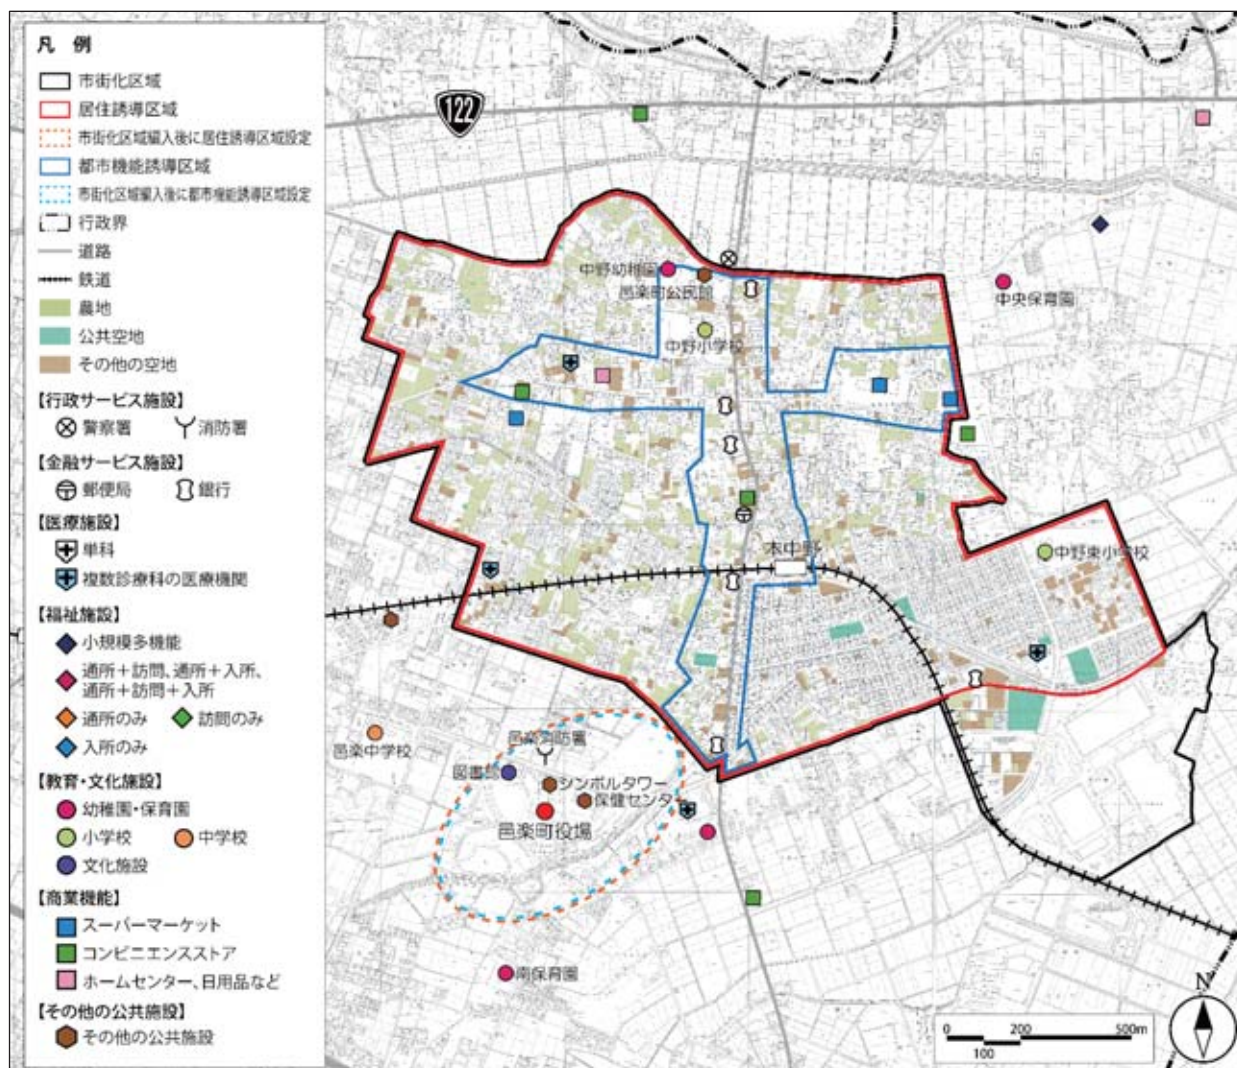 凡 例
市街化区域
居住誘導区域
市街化区域編入後に居住誘導区域設定
都市機能誘導区域
市街化区域編入後に都市機能誘導区域設定
行政界
道路
鉄道
農地
公共空地
その他の空地
【行政サービス施設】
警察署 消防署
【金融サービス施設】
郵便局 銀行
【医療施設】
単科
複数診療科の医療機関
【福祉施設】
小規模多機能
通所+訪問、通所+入所、
通所+訪問+入所
通所のみ 訪問のみ
入所のみ
【教育・文化施設】
幼稚園・保育園
小学校 中学校
文化施設
【商業機能】
スーパーマーケット
コンビニエンスストア
ホームセンター、日用品など
【その他の公共施設】
その他の公共施設
122
中野幼稚園
邑楽町公民館
中野小学校
中央保育園
本中野
中野東小学校
邑楽中学校
邑楽消防署
図書館
シンボルタワー
保健センター
邑楽町役場
南保育園
N
0 200 500m
100